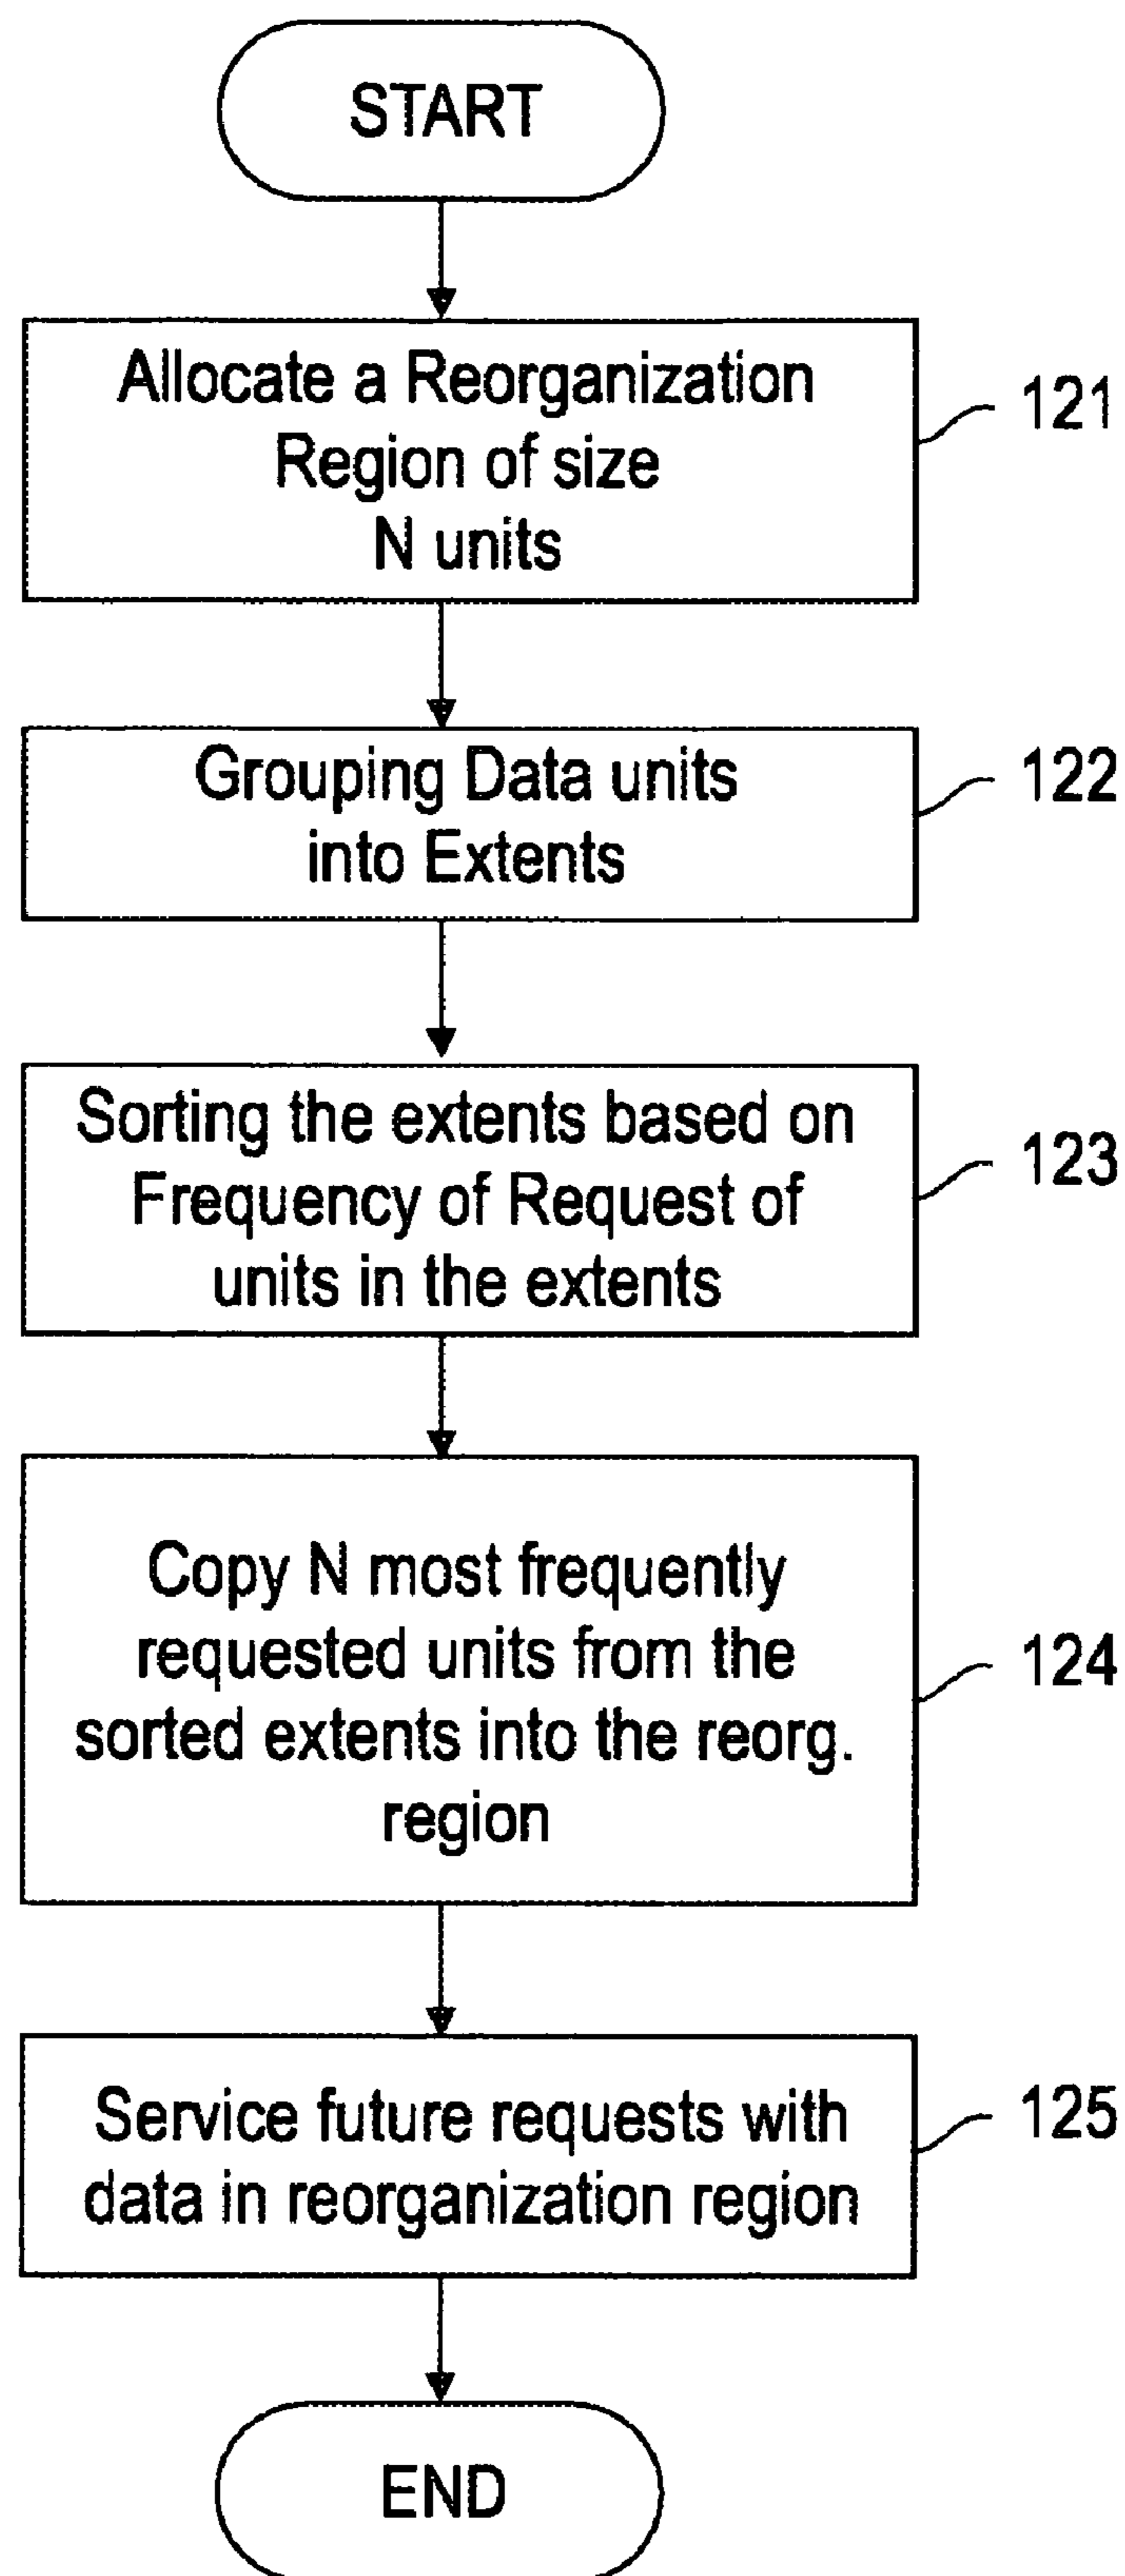 START
Allocate a Reorganization
Region of size
N units
121
Grouping Data units
into Extents
122
Sorting the extents based on
Frequency of Request of
units in the extents
123
Copy N most frequently
requested units from the
sorted extents into the reorg.
region
124
Service future requests with
data in reorganization region
125
END